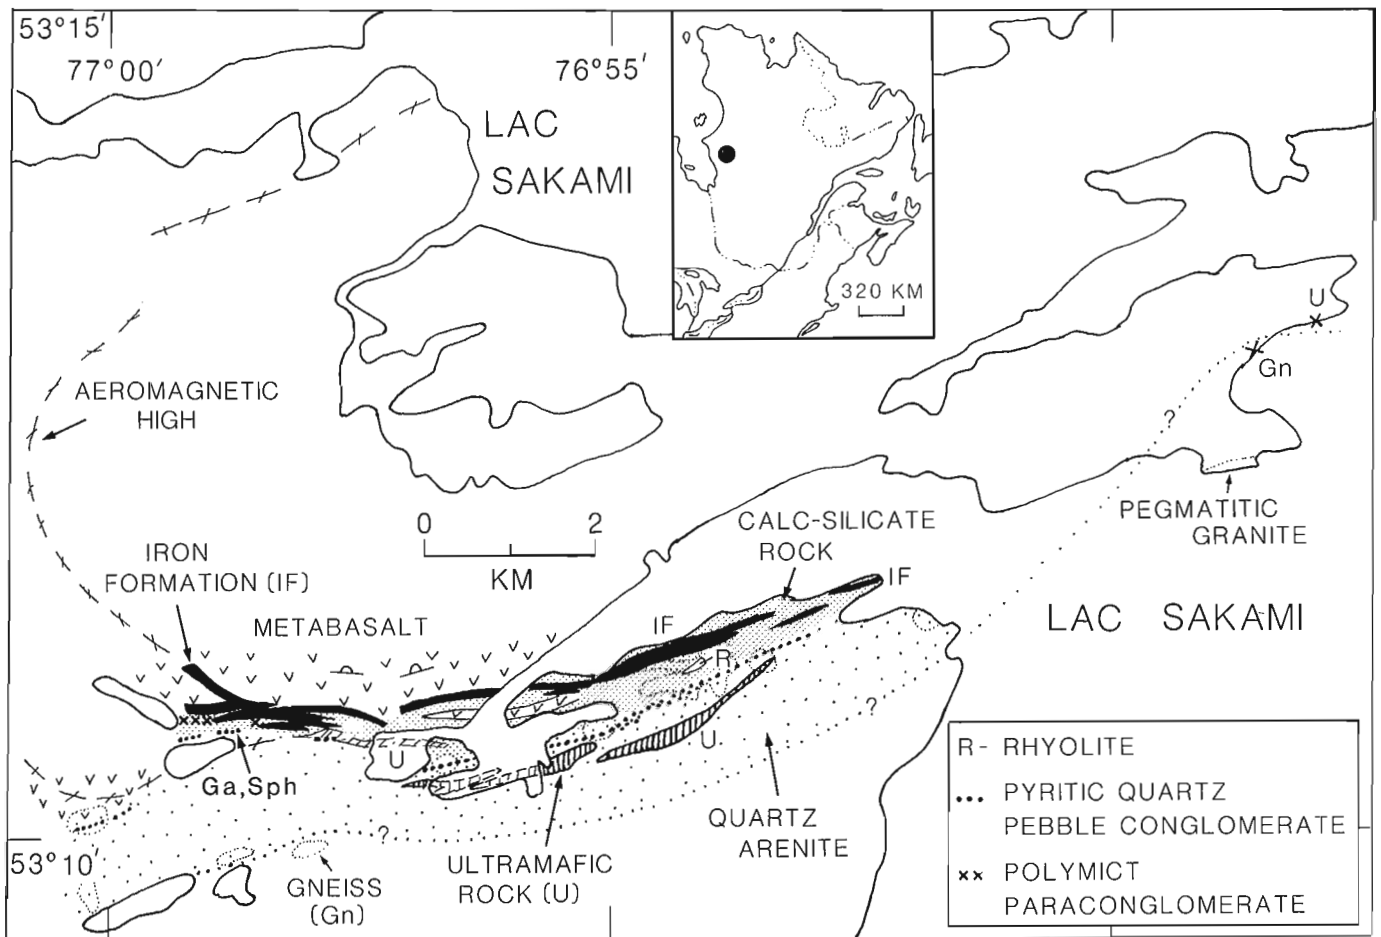 53°15′
77°00′
76°55′
LAC
SAKAMI
320 KM
U
Gn
?
AEROMAGNETIC
HIGH
PEGMATITIC
GRANITE
0 2
KM
CALC-SILICATE
ROCK
IRON
FORMATION (IF)
IF
METABASALT
IF
LAC SAKAMI
R
?
U
U
Ga,Sph
?
QUARTZ
ARENITE
53°10′
GNEISS
(Gn)
ULTRAMAFIC
ROCK (U)
R- RHYOLITE
PYRITIC QUARTZ
PEBBLE CONGLOMERATE
xx POLYMICT
PARACONGLOMERATE